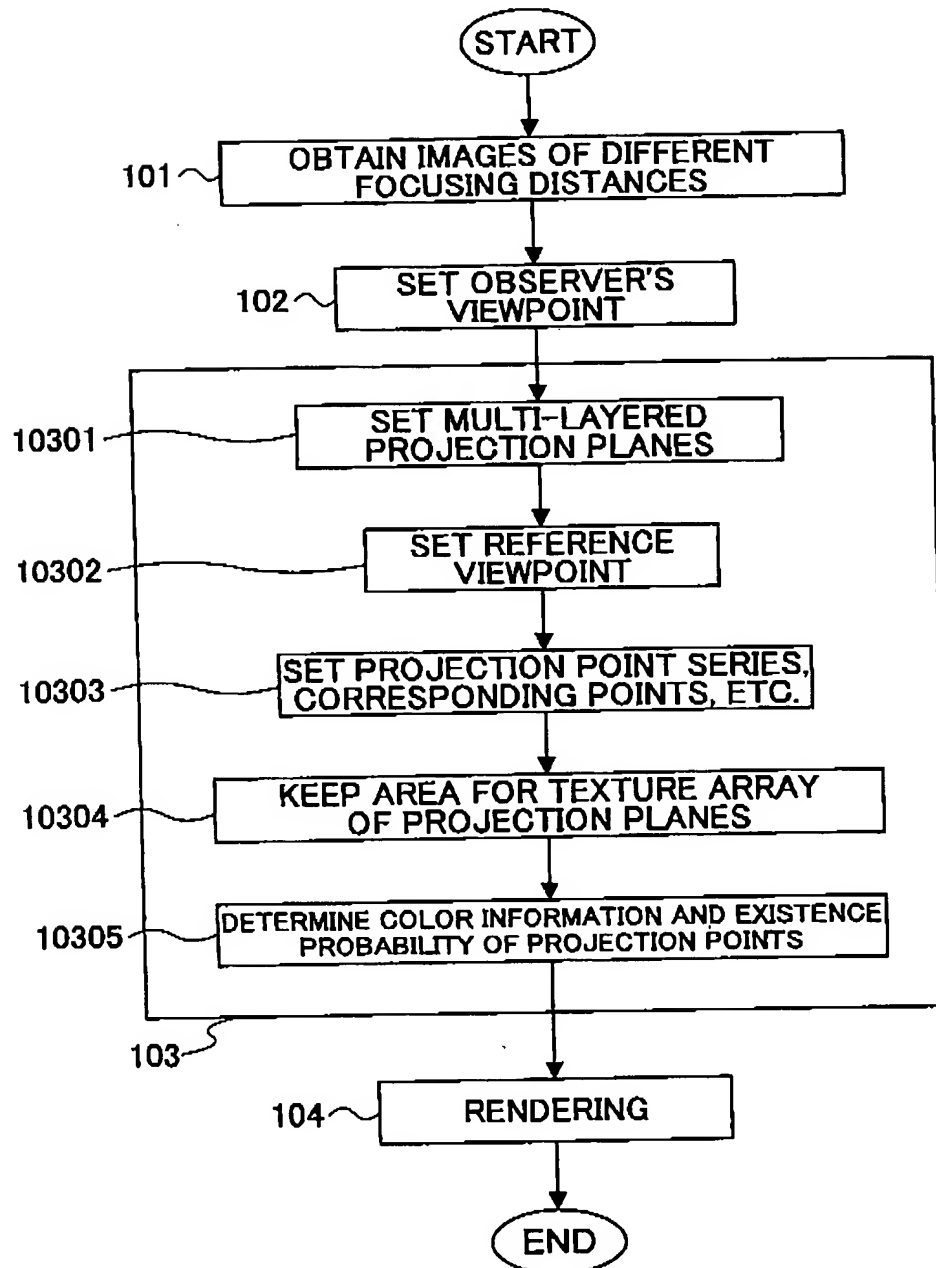 START
101
OBTAIN IMAGES OF DIFFERENT
FOCUSING DISTANCES
102
SET OBSERVER'S
VIEWPOINT
10301
SET MULTI-LAYERED
PROJECTION PLANES
10302
SET REFERENCE
VIEWPOINT
10303
SET PROJECTION POINT SERIES,
CORRESPONDING POINTS, ETC.
10304
KEEP AREA FOR TEXTURE ARRAY
OF PROJECTION PLANES
10305
DETERMINE COLOR INFORMATION AND EXISTENCE
PROBABILITY OF PROJECTION POINTS
103
104
RENDERING
END